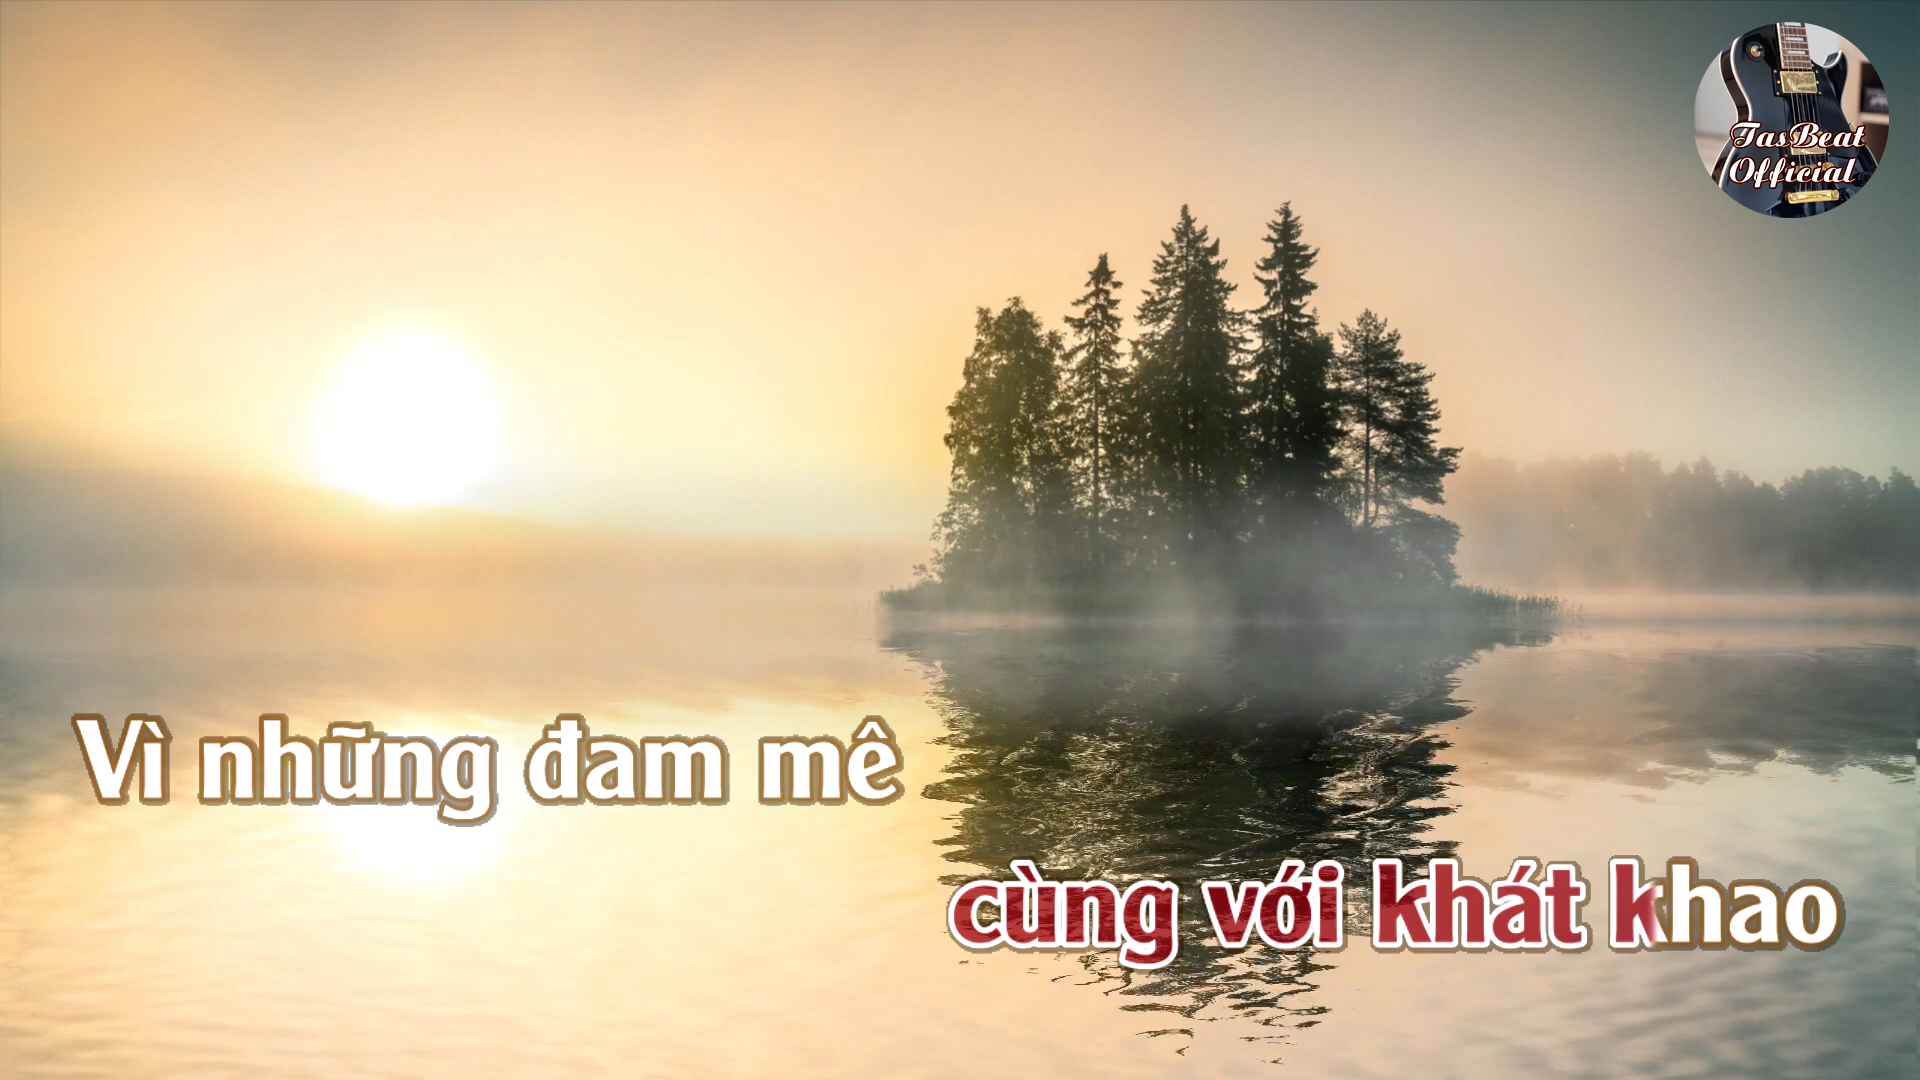 TasBeat
Official
Vì những đam mê
cùng với khát khao